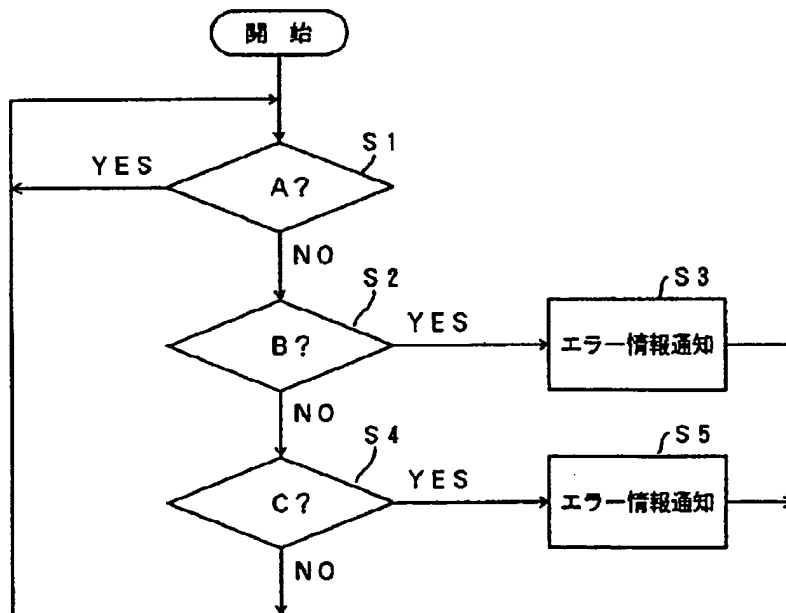 開始
S1
YES
A?
NO
S2
S3
B?
YES
エラー情報通知
NO
S4
S5
C?
YES
エラー情報通知
NO